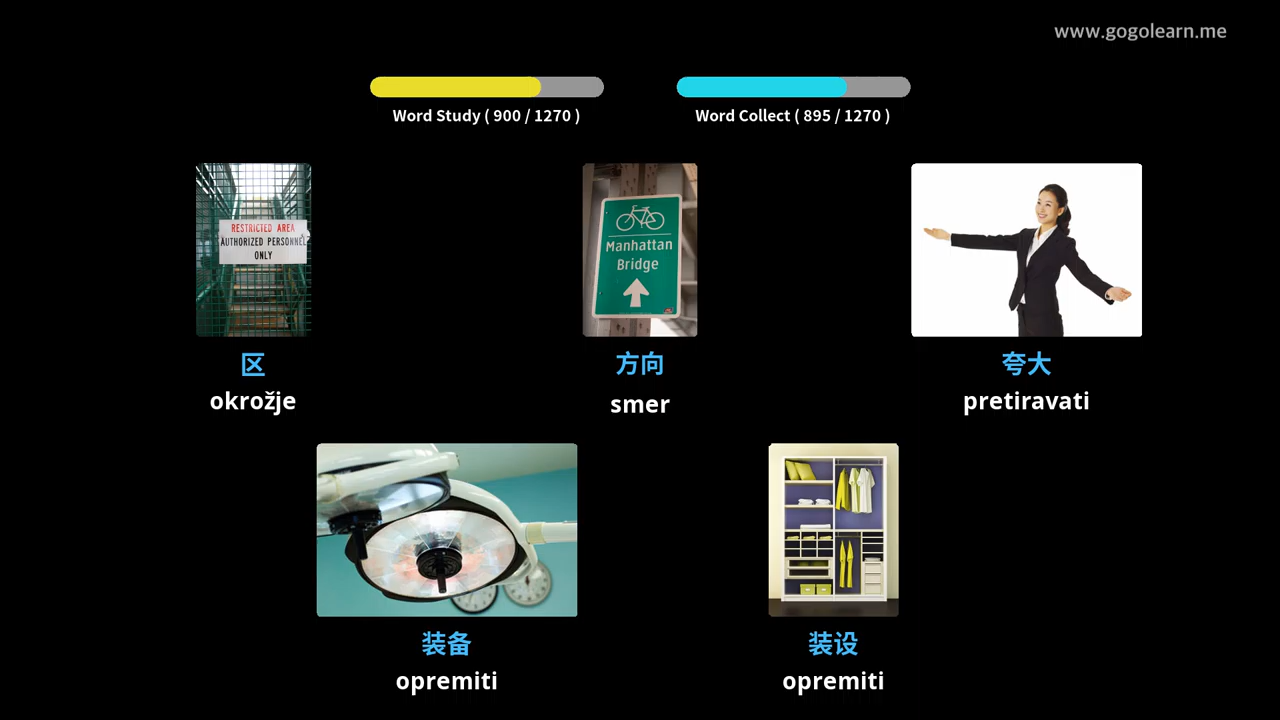 www.gogolearn.me
Word Study ( 900 / 1270 )
Word Collect ( 895 / 1270 )
RESTRICTED AREA
AUTHORIZED PERSONNEL
ONLY
Manhattan
Bridge
区
方向
夸大
okrožje
smer
pretiravati
装备
装设
opremiti
opremiti